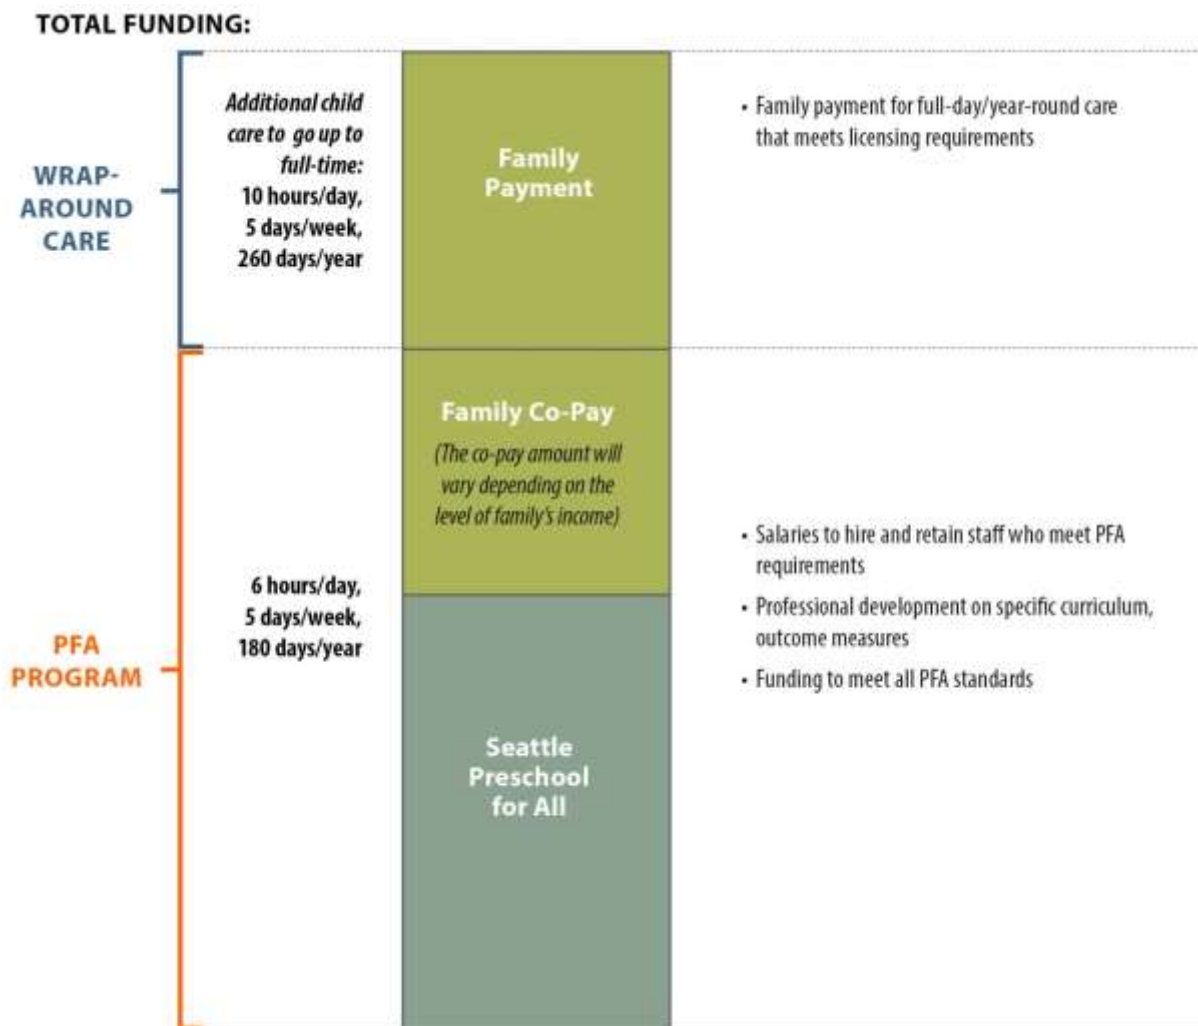 TOTAL FUNDING:
WRAP-
AROUND
CARE
Additional child
care to go up to
full-time:
10 hours/day,
5 days/week,
260 days/year
Family
Payment
• Family payment for full-day/year-round care
that meets licensing requirements
PFA
PROGRAM
6 hours/day,
5 days/week,
180 days/year
Family Co-Pay
(The co-pay amount will
vary depending on the
level of family's income)
Seattle
Preschool
for All
• Salaries to hire and retain staff who meet PFA
requirements
• Professional development on specific curriculum,
outcome measures
• Funding to meet all PFA standards